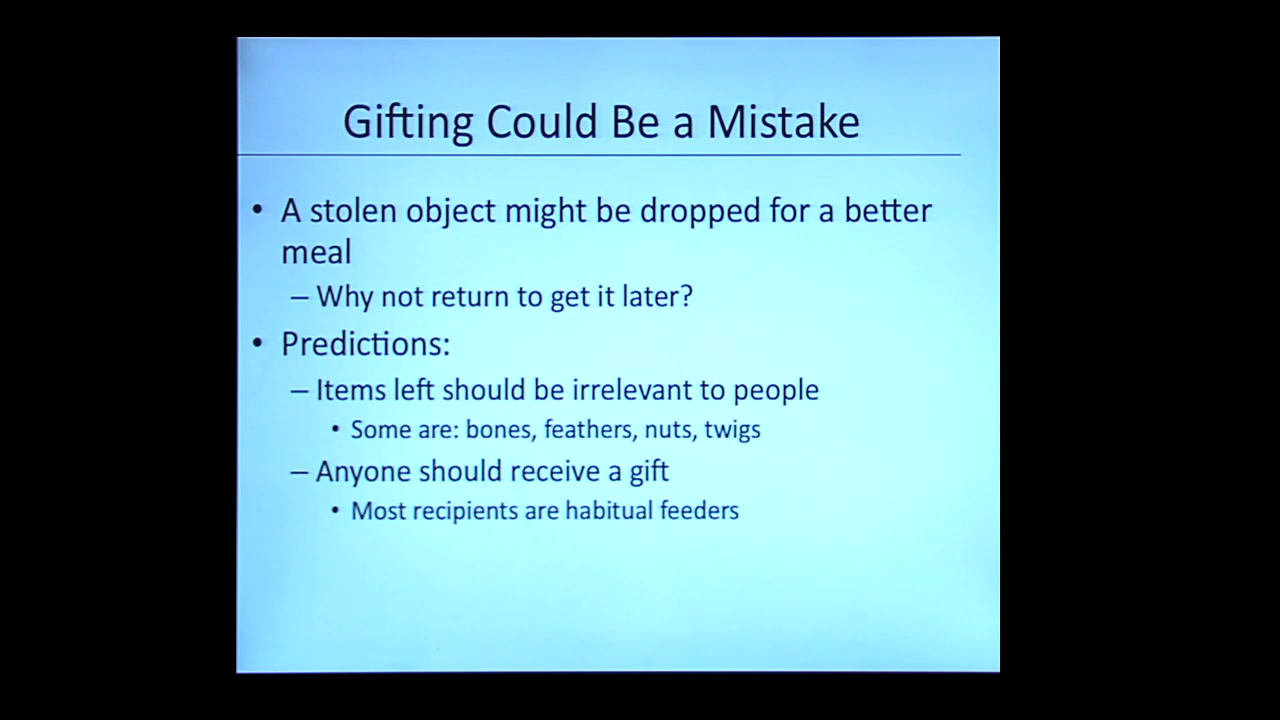 Gifting Could Be a Mistake
• A stolen object might be dropped for a better
meal
– Why not return to get it later?
• Predictions:
– Items left should be irrelevant to people
• Some are: bones, feathers, nuts, twigs
– Anyone should receive a gift
• Most recipients are habitual feeders